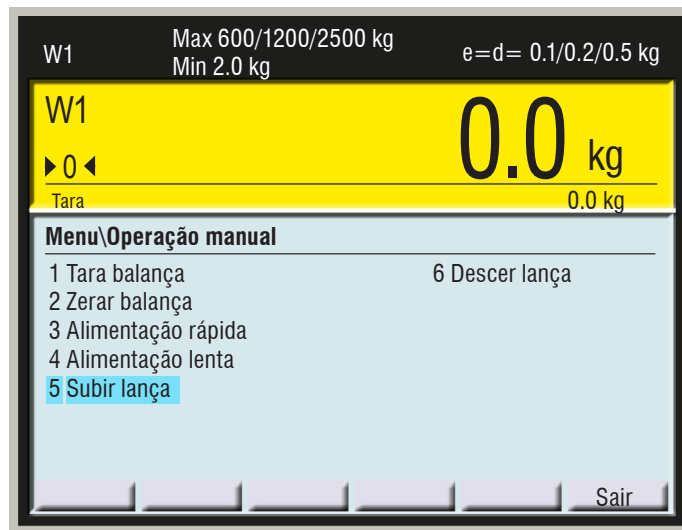 W1 Max 600/1200/2500 kg e=d= 0.1/0.2/0.5 kg
Min 2.0 kg
W1
0.0 kg
0
Tara 0.0 kg
Menu\Operação manual
1 Tara balança 6 Descer lança
2 Zerar balança
3 Alimentação rápida
4 Alimentação lenta
5 Subir lança
Sair